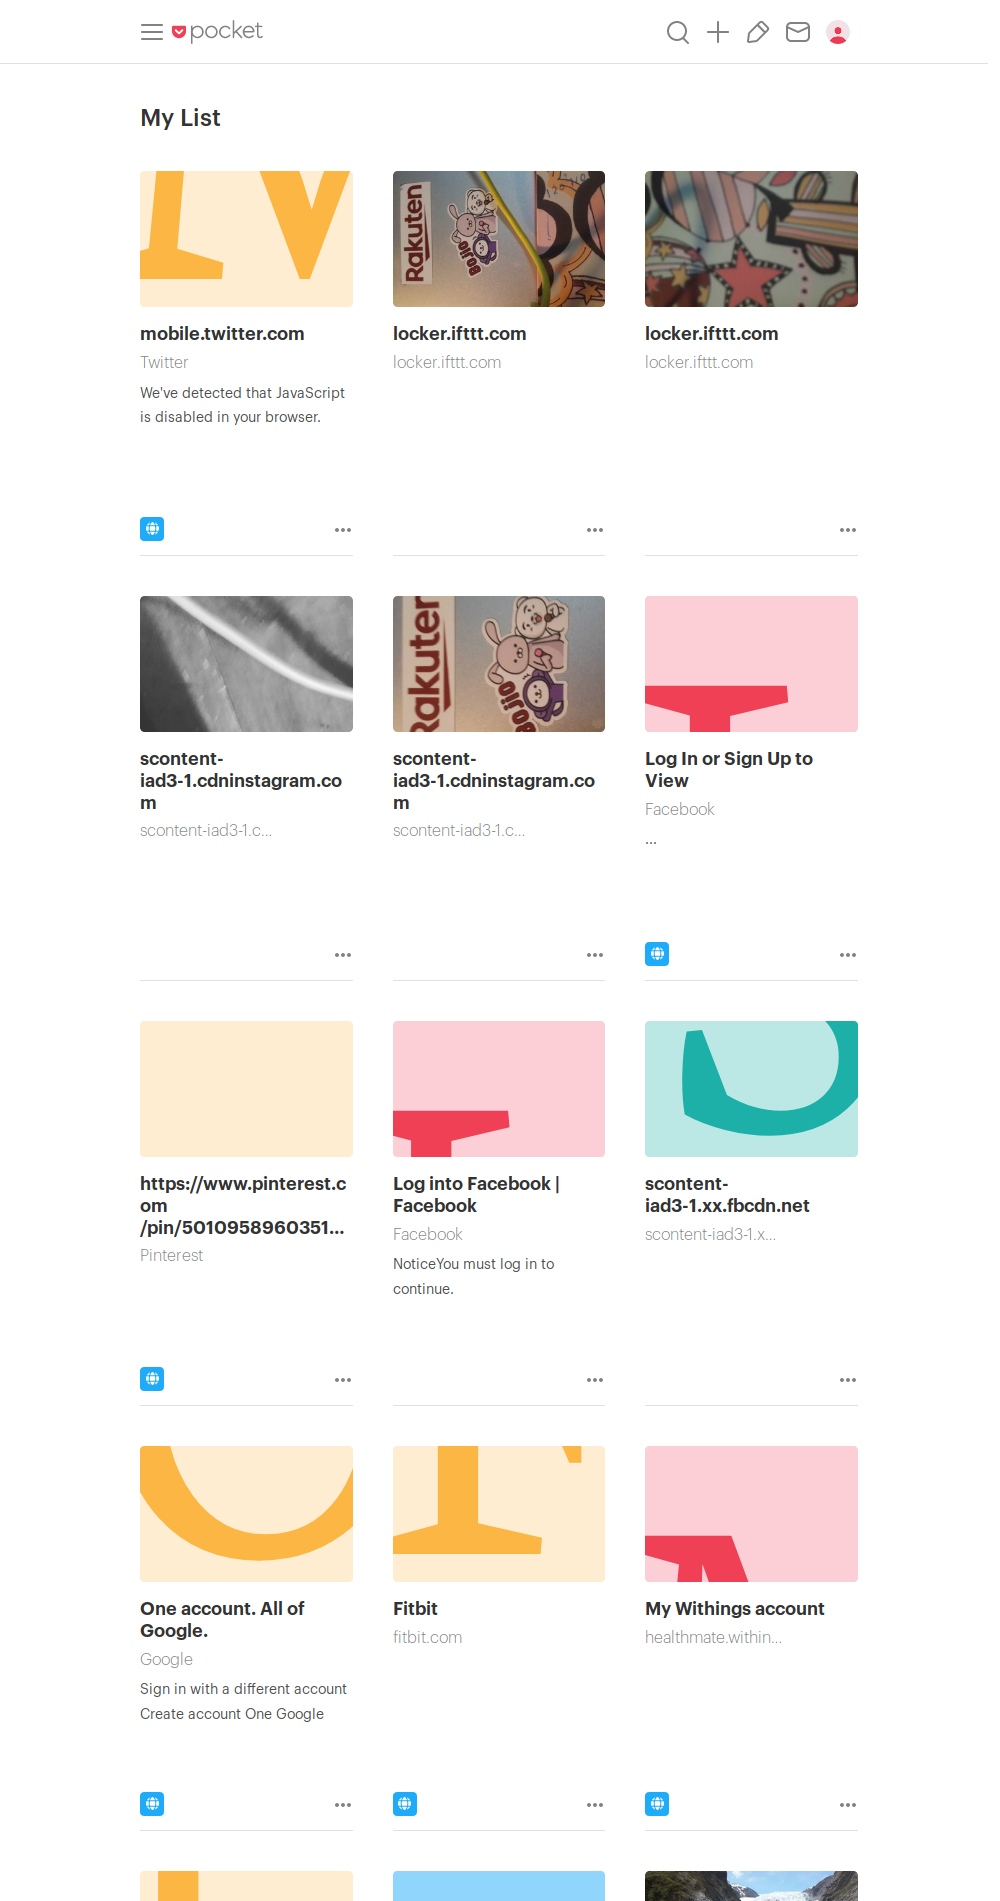 pocket
My List
Rakuten
BOJIO
mobile.twitter.com
Twitter
We've detected that JavaScript
is disabled in your browser.
locker.ifttt.com
locker.ifttt.com
locker.ifttt.com
locker.ifttt.com
Rakuten
BOJIO
scontent-
iad3-1.cdninstagram.co
m
scontent-iad3-1.c...
scontent-
iad3-1.cdninstagram.co
m
scontent-iad3-1.c...
Log In or Sign Up to
View
Facebook
...
https://www.pinterest.c
om
/pin/5010958960351...
Pinterest
Log into Facebook |
Facebook
Facebook
NoticeYou must log in to
continue.
scontent-
iad3-1.xx.fbcdn.net
scontent-iad3-1.x...
One account. All of
Google.
Google
Sign in with a different account
Create account One Google
Fitbit
fitbit.com
My Withings account
healthmate.within...